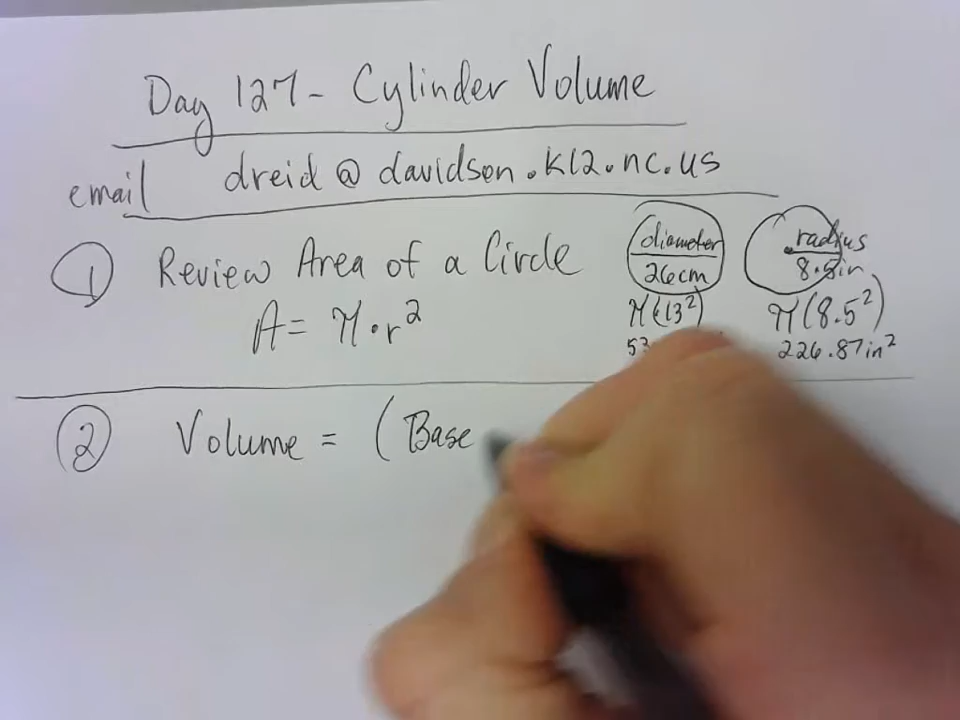 Day 127 - Cylinder Volume
email dreid @ davidson.k12.nc.us
① Review Area of a Circle
A = π · r²
diameter
26cm
π(13²)
53
radius
8.5in
π(8.5²)
226.87in²
② Volume = (Base